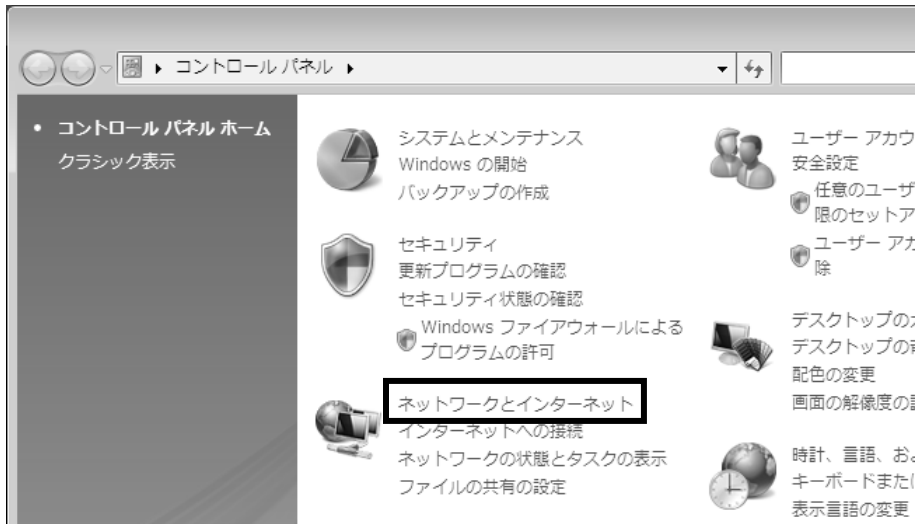 コントロール パネル
コントロール パネル ホーム
クラシック表示
システムとメンテナンス
Windows の開始
バックアップの作成
セキュリティ
更新プログラムの確認
セキュリティ状態の確認
Windows ファイアウォールによる
プログラムの許可
ネットワークとインターネット
インターネットへの接続
ネットワークの状態とタスクの表示
ファイルの共有の設定
ユーザー アカウ
安全設定
任意のユーザ
限のセットア
ユーザー アカ
除
デスクトップの
デスクトップの
配色の変更
画面の解像度の
時計、言語、およ
キーボードまた
表示言語の変更